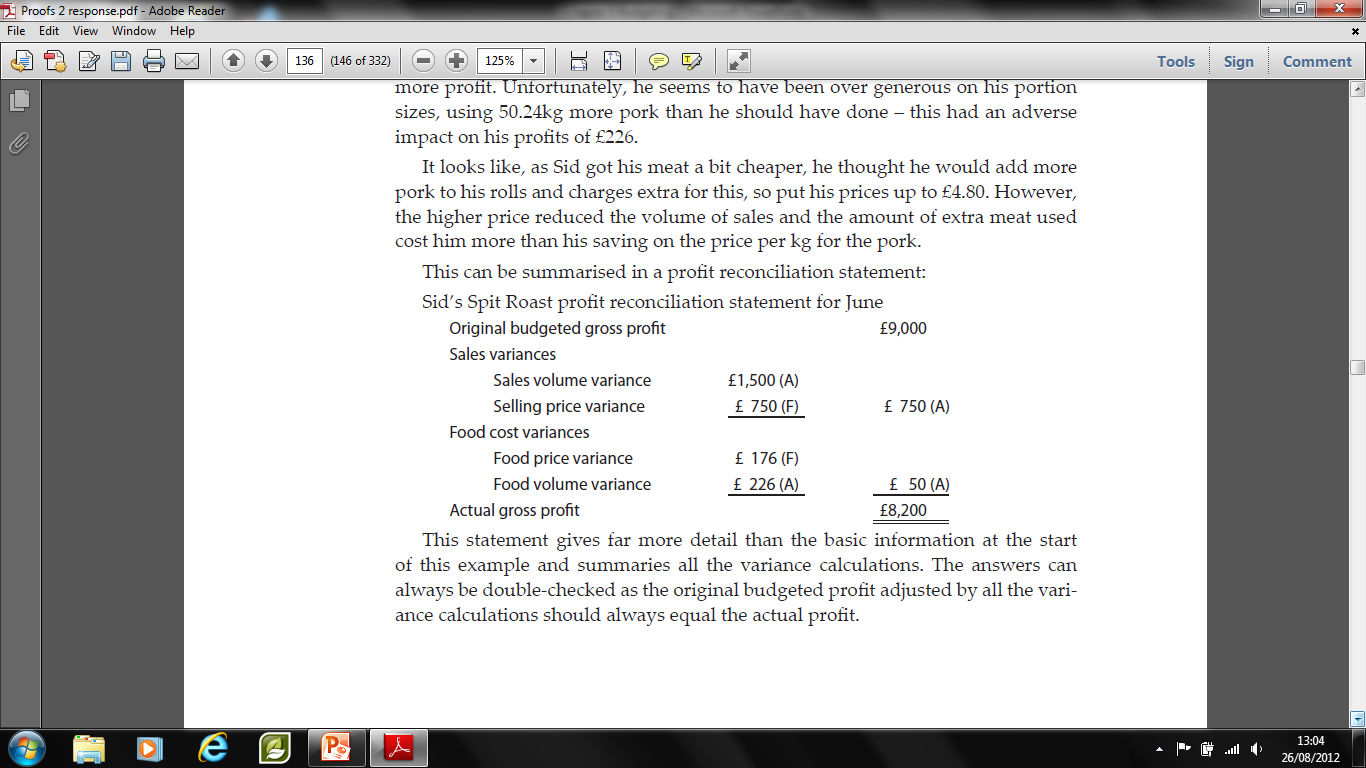 Proofs 2 response.pdf - Adobe Reader
File Edit View Window Help
136 (146 of 332) 125% Tools Sign Comment
more profit. Unfortunately, he seems to have been over generous on his portion
sizes, using 50.24kg more pork than he should have done – this had an adverse
impact on his profits of £226.
It looks like, as Sid got his meat a bit cheaper, he thought he would add more
pork to his rolls and charges extra for this, so put his prices up to £4.80. However,
the higher price reduced the volume of sales and the amount of extra meat used
cost him more than his saving on the price per kg for the pork.
This can be summarised in a profit reconciliation statement:
Sid's Spit Roast profit reconciliation statement for June
Original budgeted gross profit £9,000
Sales variances
Sales volume variance £1,500 (A)
Selling price variance £ 750 (F) £ 750 (A)
Food cost variances
Food price variance £ 176 (F)
Food volume variance £ 226 (A) £ 50 (A)
Actual gross profit £8,200
This statement gives far more detail than the basic information at the start
of this example and summaries all the variance calculations. The answers can
always be double-checked as the original budgeted profit adjusted by all the vari-
ance calculations should always equal the actual profit.
13:04
26/08/2012